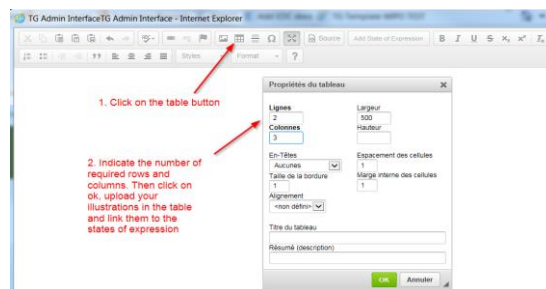 TG Admin InterfaceTG Admin Interface - Internet Explorer
Source Add State of Expression B I U S x₂ x² Tx
Styles Format ?
1. Click on the table button
Propriétés du tableau
Lignes Largeur
2 500
Colonnes Hauteur
3
En-Têtes Espacement des cellules
Aucunes 1
Taille de la bordure Marge interne des cellules
1 1
Alignement
<non défini>
Titre du tableau
Résumé (description)
OK Annuler
2. Indicate the number of
required rows and
columns. Then click on
ok, upload your
illustrations in the table
and link them to the
states of expression